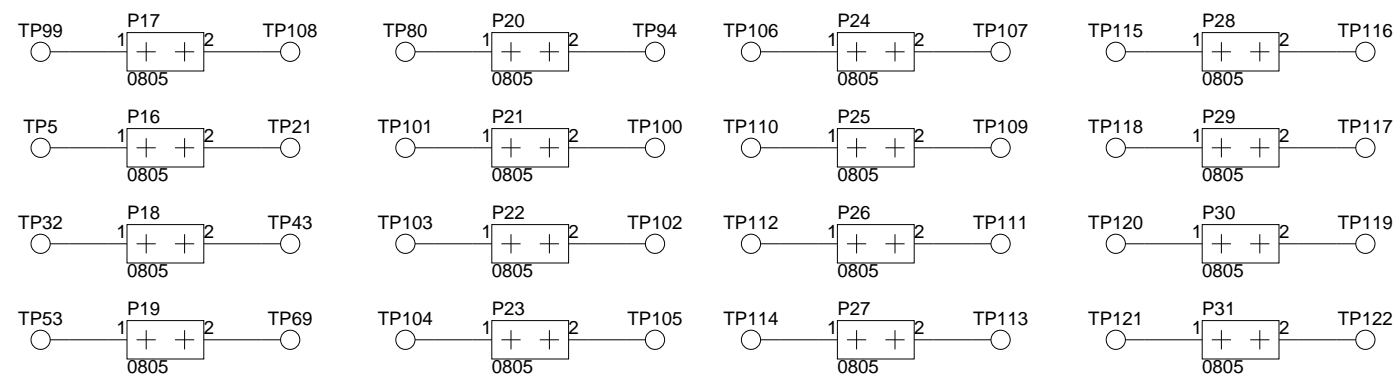 P17 P20 P24 P28
TP99 1 2 TP108 TP80 1 2 TP94 TP106 1 2 TP107 TP115 1 2 TP116
0805 0805 0805 0805
P16 P21 P25 P29
TP5 1 2 TP21 TP101 1 2 TP100 TP110 1 2 TP109 TP118 1 2 TP117
0805 0805 0805 0805
P18 P22 P26 P30
TP32 1 2 TP43 TP103 1 2 TP102 TP112 1 2 TP111 TP120 1 2 TP119
0805 0805 0805 0805
P19 P23 P27 P31
TP53 1 2 TP69 TP104 1 2 TP105 TP114 1 2 TP113 TP121 1 2 TP122
0805 0805 0805 0805